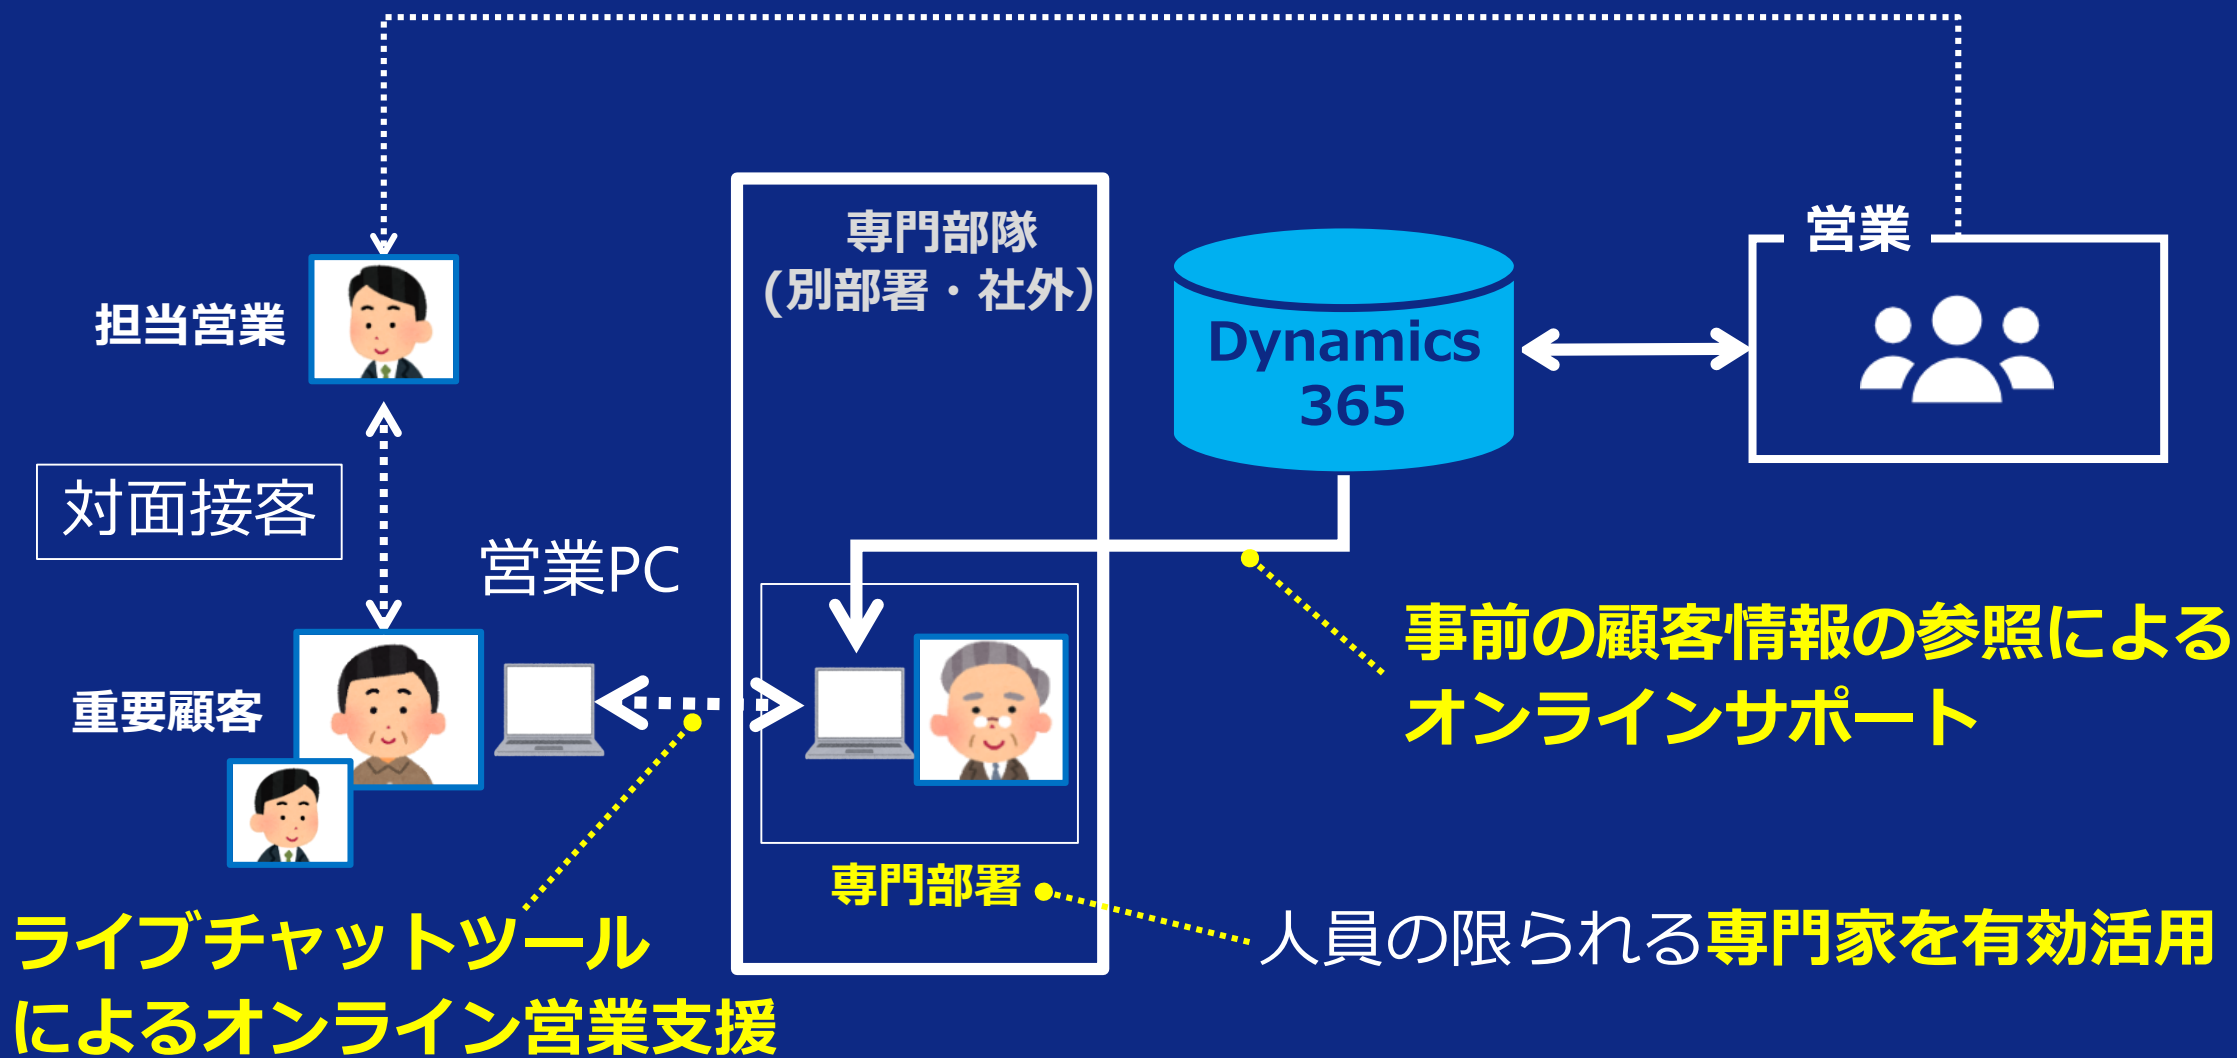 専門部隊
(別部署・社外）
営業
担当営業
Dynamics
365
対面接客
営業PC
重要顧客
事前の顧客情報の参照による
オンラインサポート
専門部署
人員の限られる専門家を有効活用
ライブチャットツール
によるオンライン営業支援